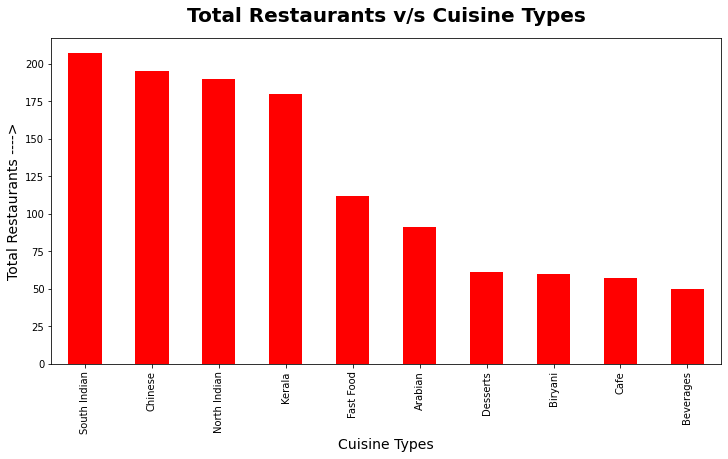 Total Restaurants v/s Cuisine Types
Total Restaurants ---->
200
175
150
125
100
75
50
25
0
South Indian
Chinese
North Indian
Kerala
Fast Food
Arabian
Desserts
Biryani
Cafe
Beverages
Cuisine Types